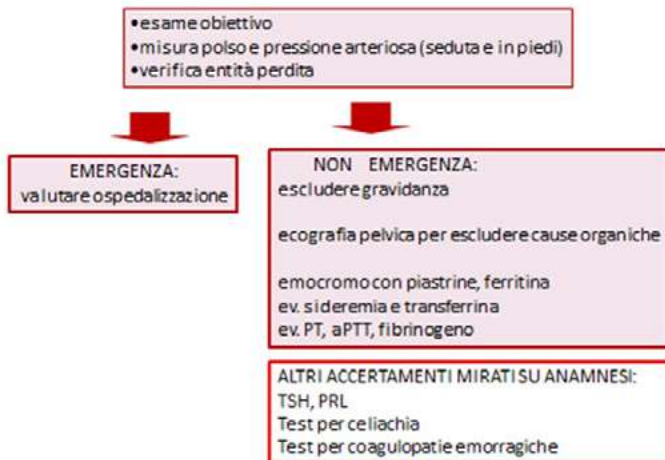 •esame obiettivo
•misura polso e pressione arteriosa (seduta e in piedi)
•verifica entità perdita
EMERGENZA:
valutare ospedalizzazione
NON EMERGENZA:
escludere gravidanza
ecografia pelvica per escludere cause organiche
emocromo con piastrine, ferritina
ev. sideremia e transferrina
ev. PT, aPTT, fibrinogeno
ALTRI ACCERTAMENTI MIRATI SU ANAMNESI:
TSH, PRL
Test per celiachia
Test per coagulopatie emorragiche